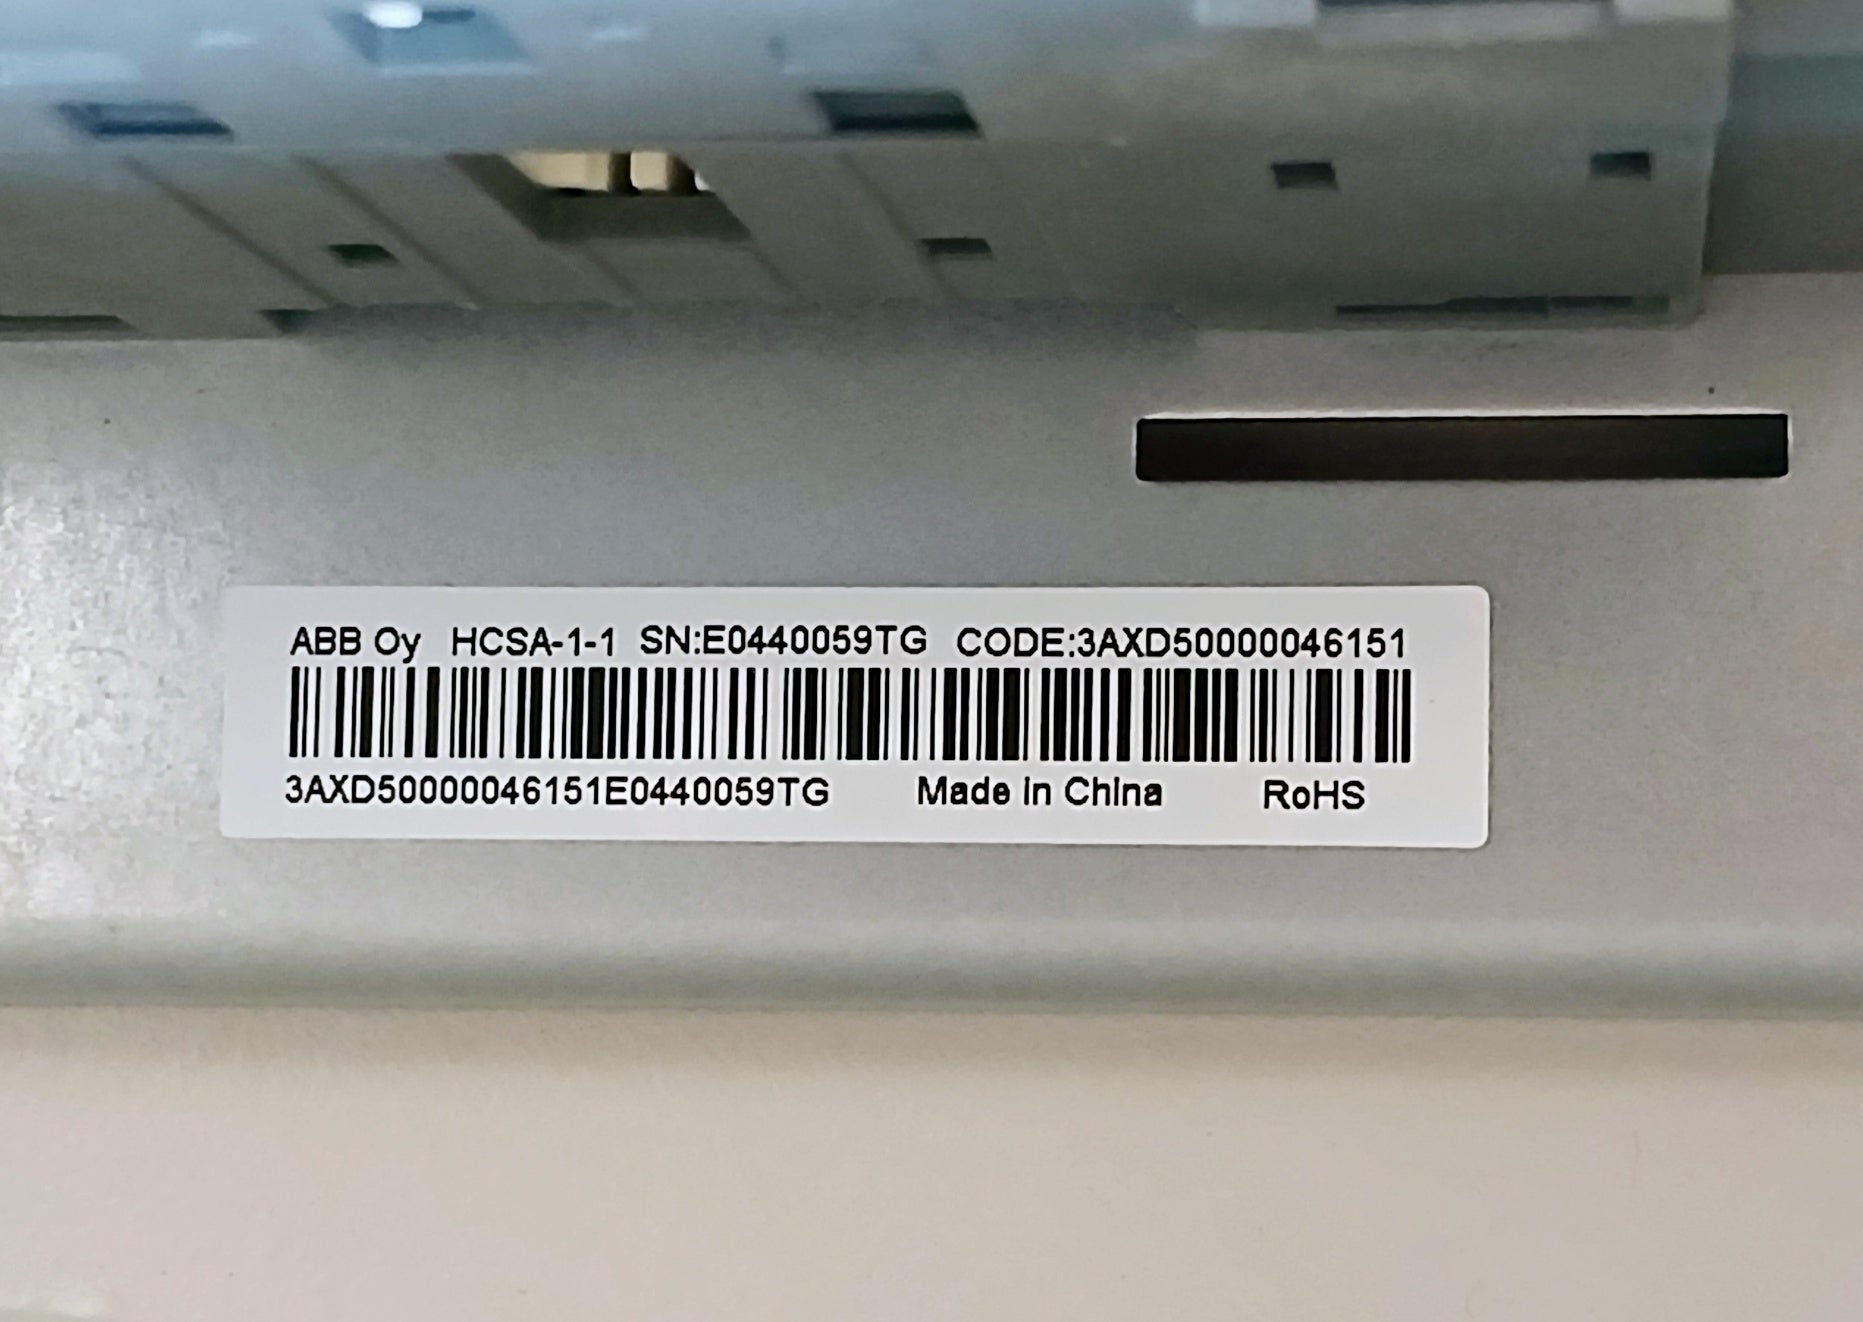 ABB Oy HCSA-1-1 SN:E0440059TG CODE:3AXD50000046151
3AXD50000046151E0440059TG Made in China RoHS